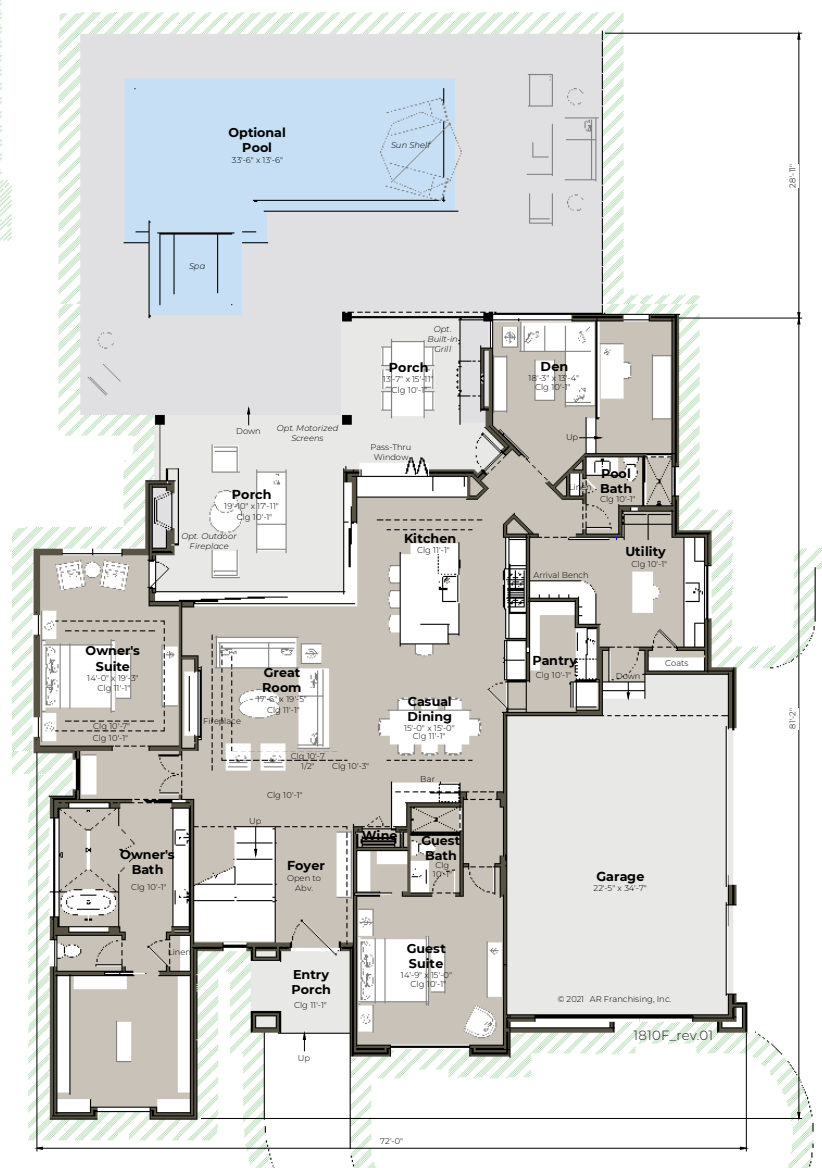 Optional
Pool
33'-6" x 13'-6"
Sun Shelf
Spa
28'-11"
Opt.
Built-in
Grill
Porch
13'-7" x 15'-11"
Clg 10'-1"
Den
18'-3" x 13'-4"
Clg 10'-1"
Up
Down
Opt. Motorized
Screens
Pass-Thru
Window
Pool
Bath
Clg 10'-1"
Linen
Porch
19'-10" x 17'-11"
Clg 10'-1"
Opt. Outdoor
Fireplace
Kitchen
Clg 11'-1"
Utility
Clg 10'-1"
Arrival Bench
Owner's
Suite
14'-0" x 19'-3"
Clg 11'-1"
Clg 10'-7"
Clg 10'-1"
Great
Room
17'-6" x 19'-5"
Clg 11'-1"
Fireplace
Pantry
Clg 10'-1"
Coats
Down
Casual
Dining
15'-0" x 15'-0"
Clg 11'-1"
81'-2"
Clg 10'-7
1/2"
Clg 10'-3"
Clg 10'-1"
Bar
Up
Wine
Guest
Bath
Clg
10'-1"
Owner's
Bath
Clg 10'-1"
Foyer
Open to
Abv.
Garage
22'-5" x 34'-7"
Linen
Guest
Suite
14'-9" x 15'-0"
Clg 10'-1"
Entry
Porch
Clg 11'-1"
© 2021 AR Franchising, Inc.
1810F_rev.01
Up
72'-0"